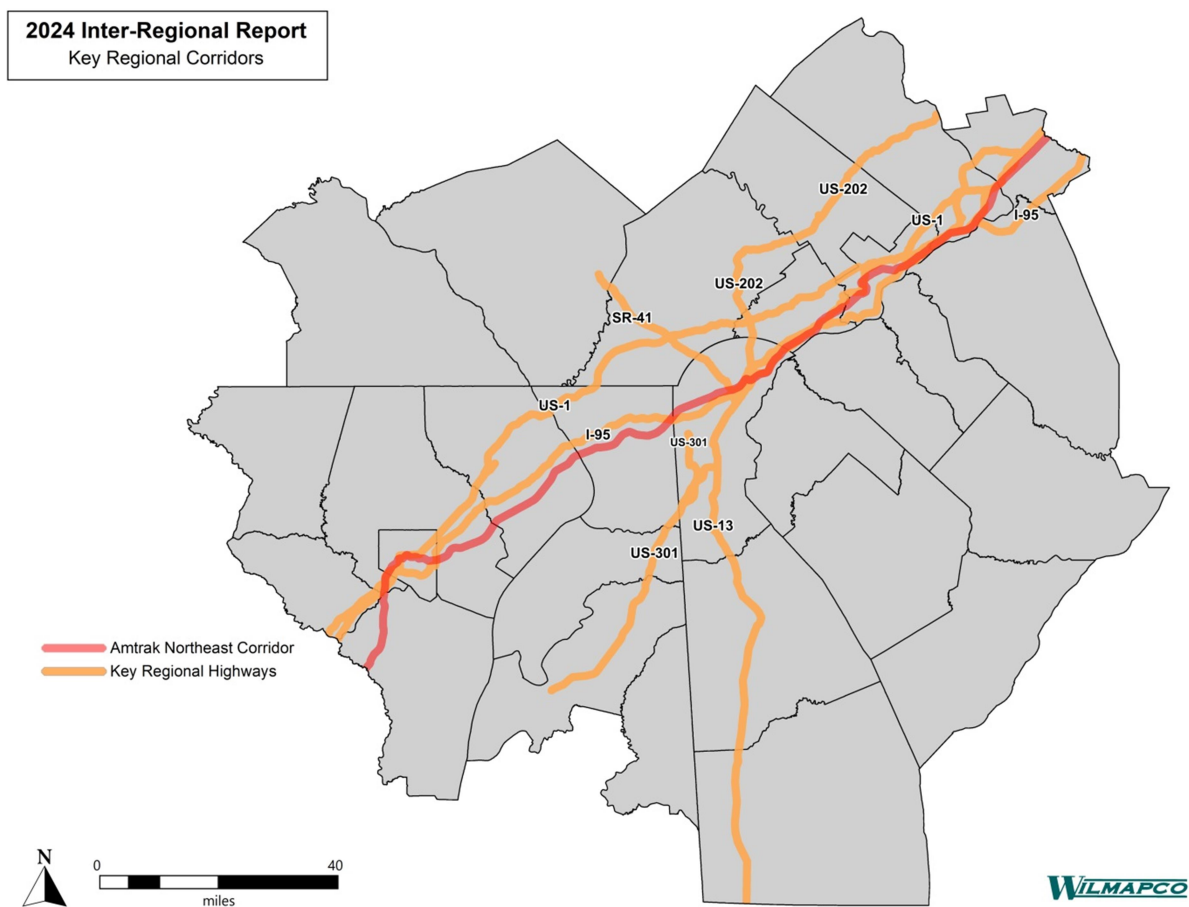 2024 Inter-Regional Report
Key Regional Corridors
US-202
US-1
I-95
US-202
SR-41
US-1
I-95
US-301
US-13
US-301
Amtrak Northeast Corridor
Key Regional Highways
N
0 40
miles
WILMAPCO